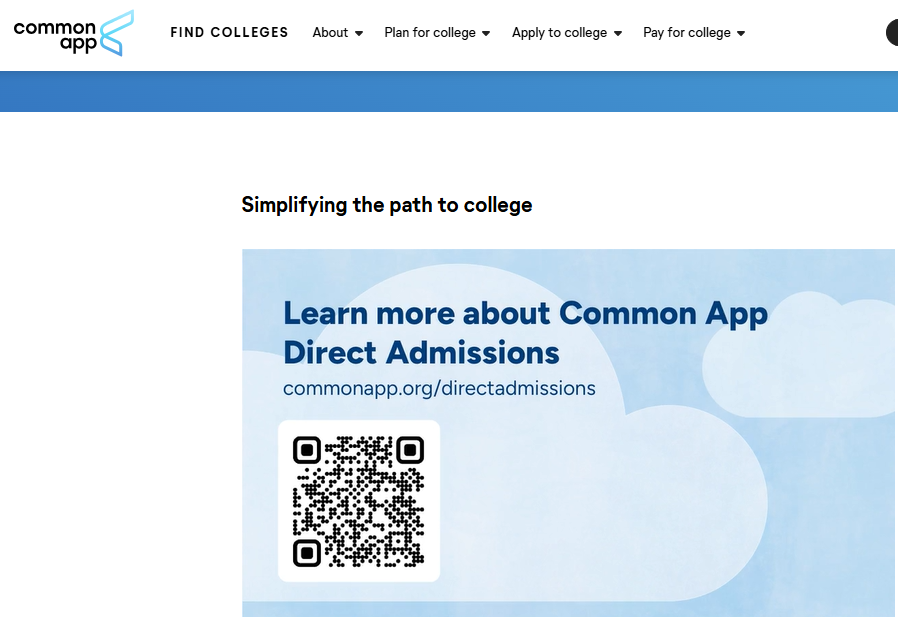 common
app
FIND COLLEGES
About
Plan for college
Apply to college
Pay for college
Simplifying the path to college
Learn more about Common App
Direct Admissions
commonapp.org/directadmissions